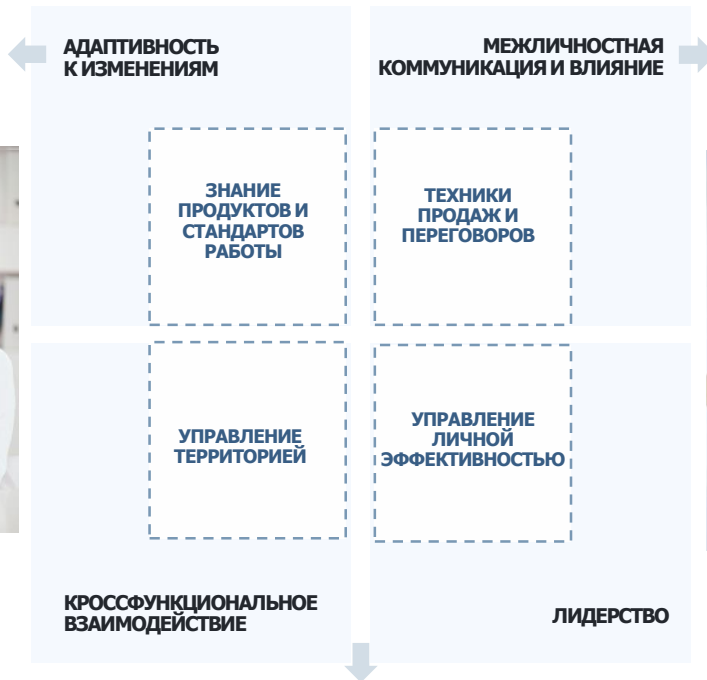 АДАПТИВНОСТЬ
К ИЗМЕНЕНИЯМ
МЕЖЛИЧНОСТНАЯ
КОММУНИКАЦИЯ И ВЛИЯНИЕ
ЗНАНИЕ
ПРОДУКТОВ И
СТАНДАРТОВ
РАБОТЫ
ТЕХНИКИ
ПРОДАЖ И
ПЕРЕГОВОРОВ
УПРАВЛЕНИЕ
ТЕРРИТОРИЕЙ
УПРАВЛЕНИЕ
ЛИЧНОЙ
ЭФФЕКТИВНОСТЬЮ
КРОССФУНКЦИОНАЛЬНОЕ
ВЗАИМОДЕЙСТВИЕ
ЛИДЕРСТВО